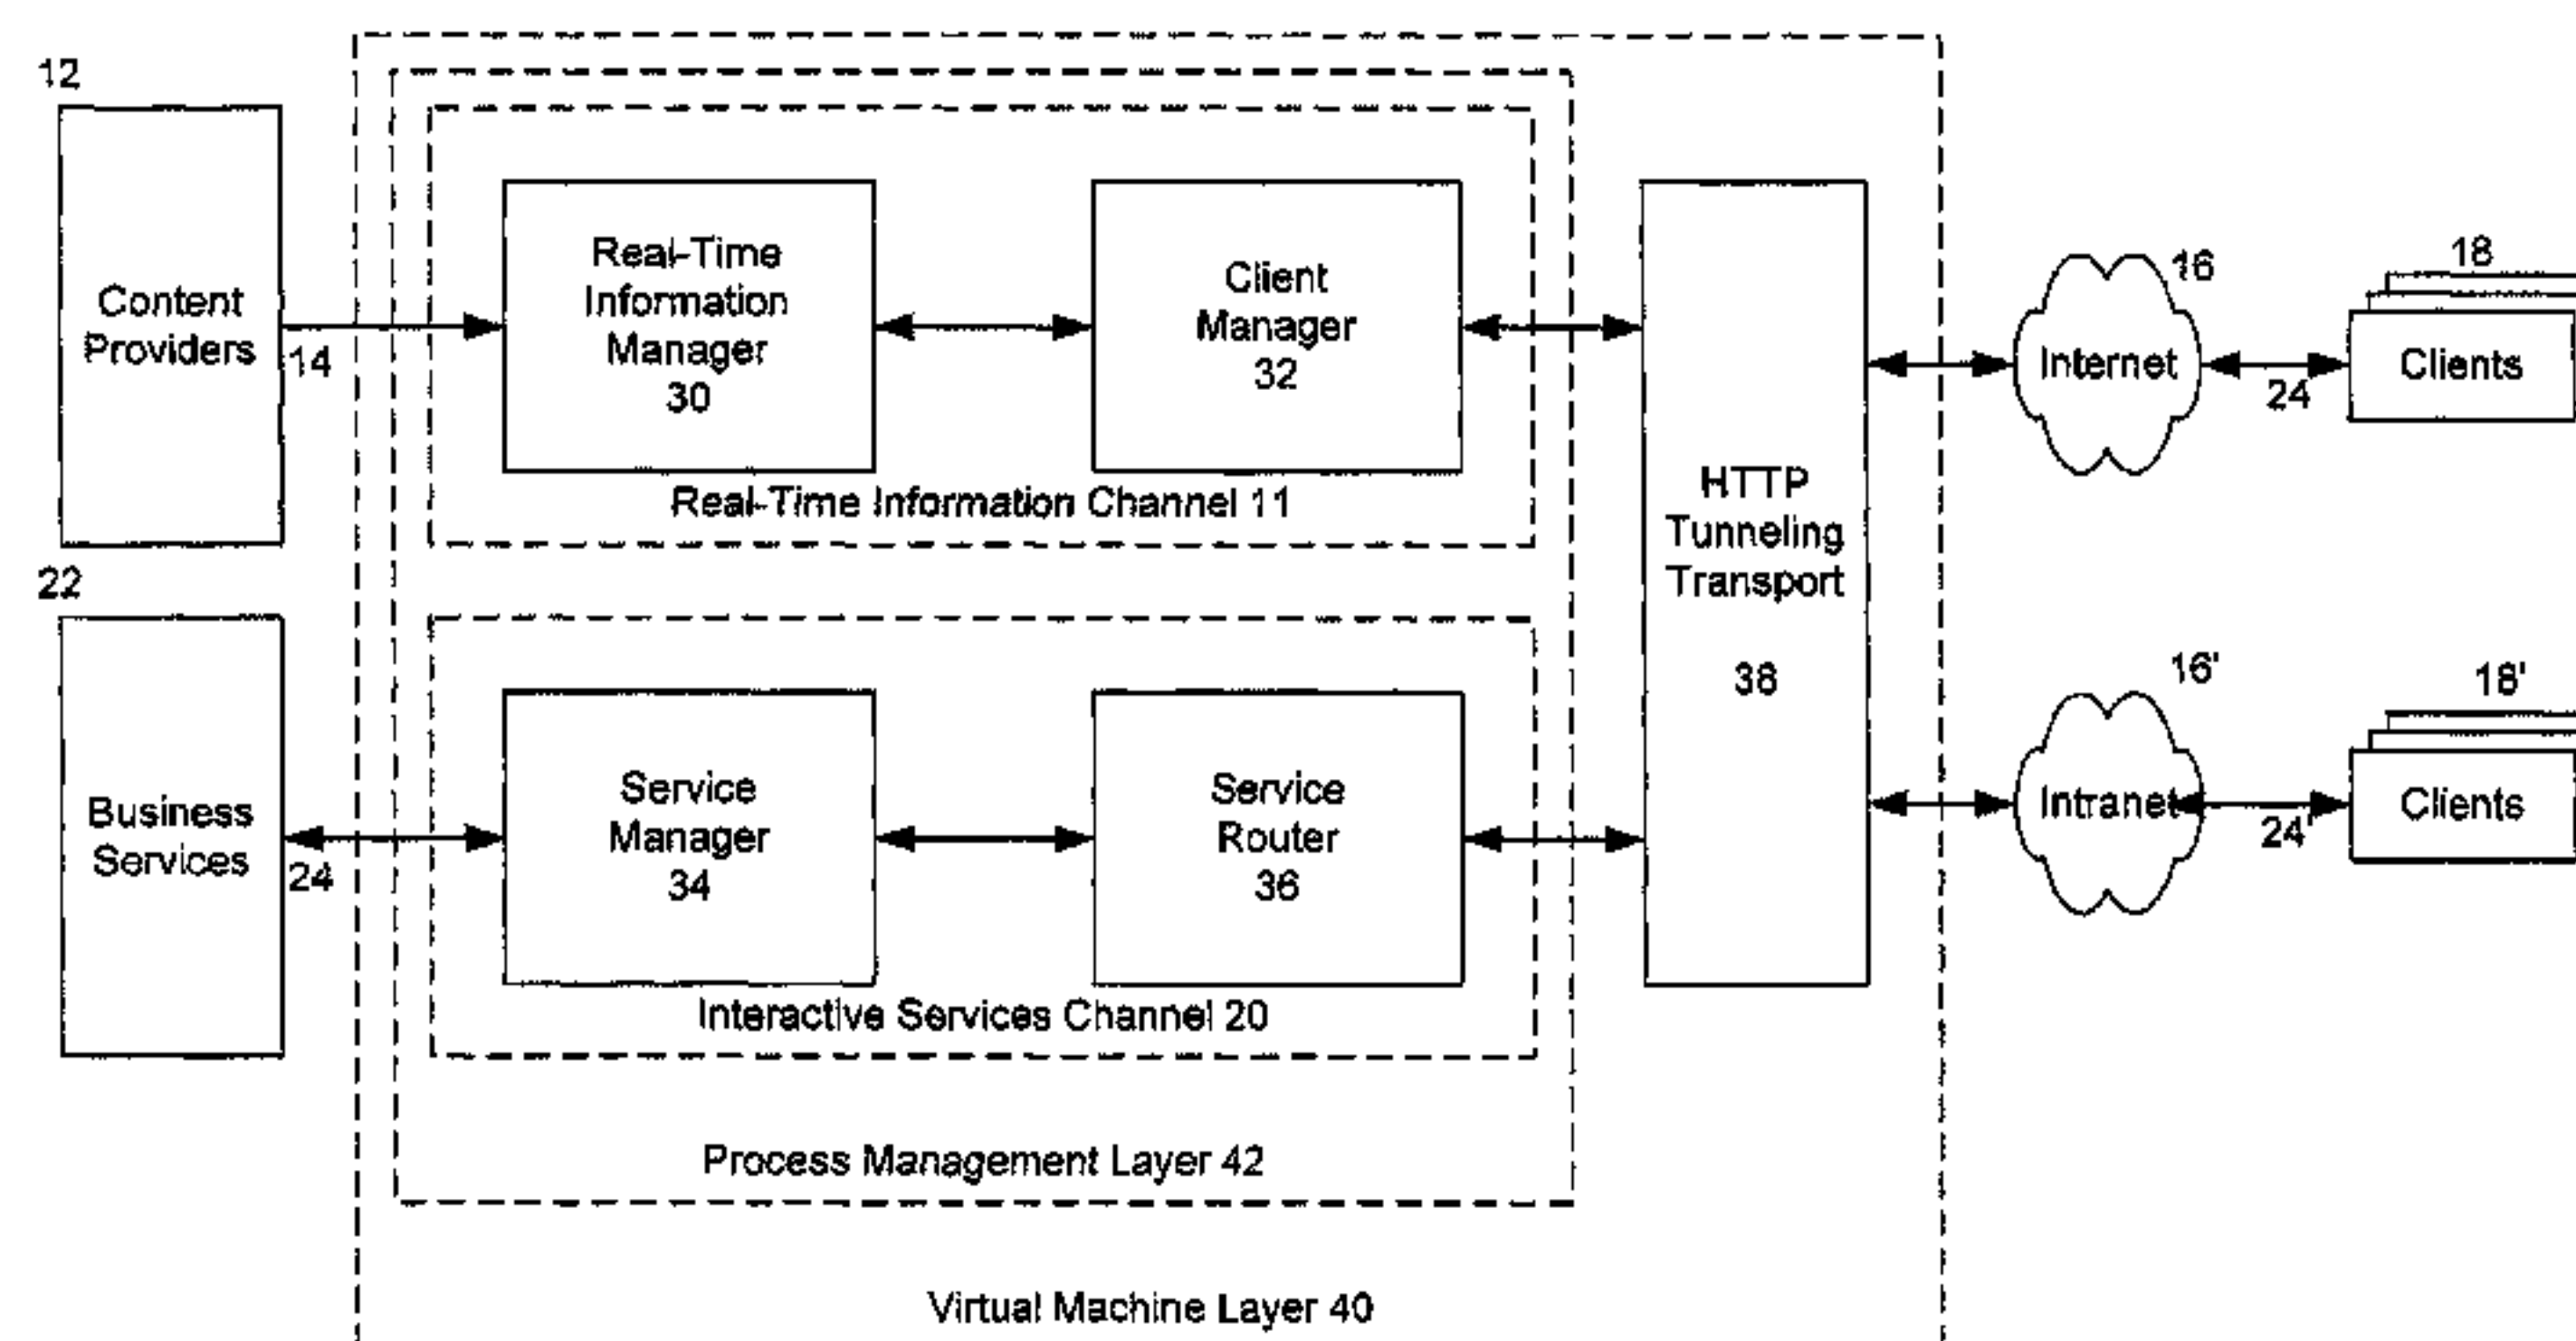 12
Content
Providers
14
Real-Time
Information
Manager
30
Client
Manager
32
Real-Time Information Channel 11
HTTP
Tunneling
Transport
38
16
Internet
24
18
Clients
22
Business
Services
24
Service
Manager
34
Service
Router
36
Interactive Services Channel 20
16'
Intranet
24'
18'
Clients
Process Management Layer 42
Virtual Machine Layer 40